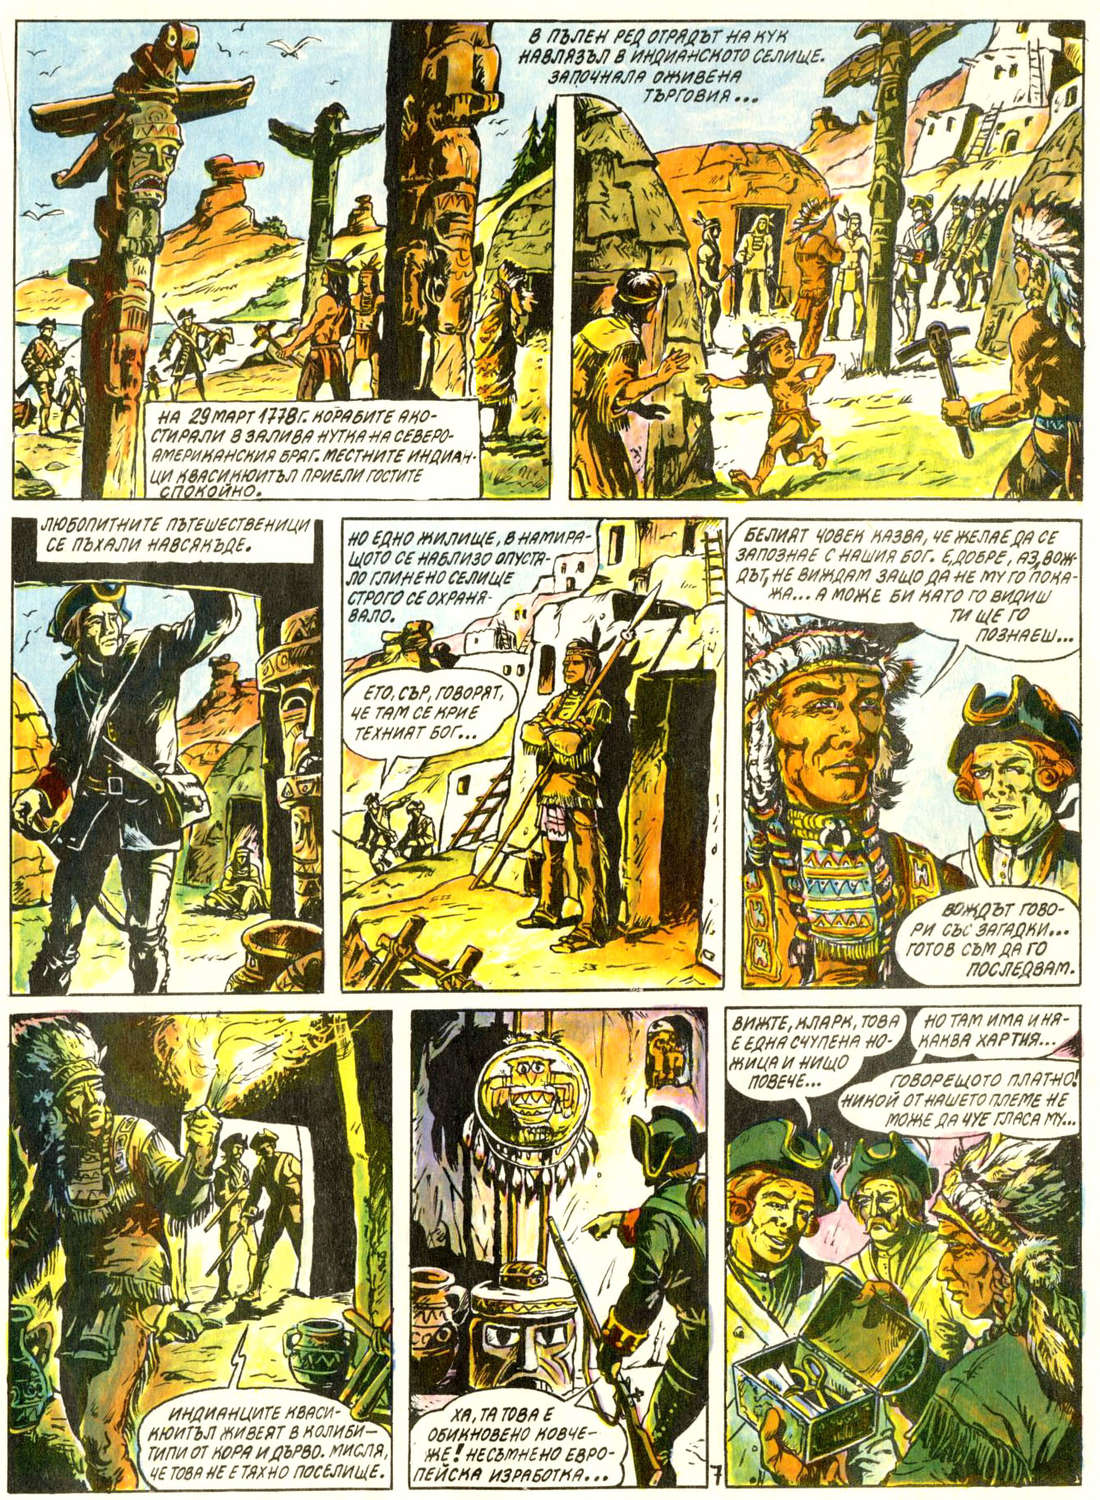 НА 29 МАРТ 1778 Г. КОРАБИТЕ АКО-
СТИРАЛИ В ЗАЛИВА НУТКА НА СЕВЕРО-
АМЕРИКАНСКИЯ БРЯГ. МЕСТНИТЕ ИНДИАН-
ЦИ КВАСИКЮИТЪЛ ПРИЕЛИ ГОСТИТЕ
СПОКОЙНО.
В ПЪЛЕН РЕД ОТРЯДЪТ НА КУК
НАВЛЯЗЪЛ В ИНДИАНСКОТО СЕЛИЩЕ.
ЗАПОЧНАЛА ОЖИВЕНА
ТЪРГОВИЯ...
ЛЮБОПИТНИТЕ ПЪТЕШЕСТВЕНИЦИ
СЕ ПЪХАЛИ НАВСЯКЪДЕ.
НО ЕДНО ЖИЛИЩЕ, В НАМИРА-
ЩОТО СЕ НАБЛИЗО ОПУСТЯ-
ЛО ГЛИНЕНО СЕЛИЩЕ
СТРОГО СЕ ОХРАНЯ-
ВАЛО.
ЕТО, СЪР, ГОВОРЯТ,
ЧЕ ТАМ СЕ КРИЕ
ТЕХНИЯТ БОГ...
БЕЛИЯТ ЧОВЕК КАЗВА, ЧЕ ЖЕЛАЕ ДА СЕ
ЗАПОЗНАЕ С НАШИЯ БОГ. Е, ДОБРЕ, АЗ, ВОЖ-
ДЪТ, НЕ ВИЖДАМ ЗАЩО ДА НЕ МУ ГО ПОКА-
ЖА... А МОЖЕ БИ КАТО ГО ВИДИШ
ТИ ЩЕ ГО
ПОЗНАЕШ...
ВОЖДЪТ ГОВО-
РИ СЪС ЗАГАДКИ...
ГОТОВ СЪМ ДА ГО
ПОСЛЕДВАМ.
ИНДИАНЦИТЕ КВАСИ-
КЮИТЪЛ ЖИВЕЯТ В КОЛИБИ-
ТИПИ ОТ КОРА И ДЪРВО. МИСЛЯ,
ЧЕ ТОВА НЕ Е ТЯХНО ПОСЕЛИЩЕ.
ХА, ТА ТОВА Е
ОБИКНОВЕНО КОВЧЕ-
ЖЕ! НЕСЪМНЕНО ЕВРО-
ПЕЙСКА ИЗРАБОТКА...
7
ВИЖТЕ, КЛАРК, ТОВА
Е ЕДНА СЧУПЕНА НО-
ЖИЦА И НИЩО
ПОВЕЧЕ...
НО ТАМ ИМА И НЯ-
КАКВА ХАРТИЯ...
ГОВОРЕЩОТО ПЛАТНО!
НИКОЙ ОТ НАШЕТО ПЛЕМЕ НЕ
МОЖЕ ДА ЧУЕ ГЛАСА МУ...